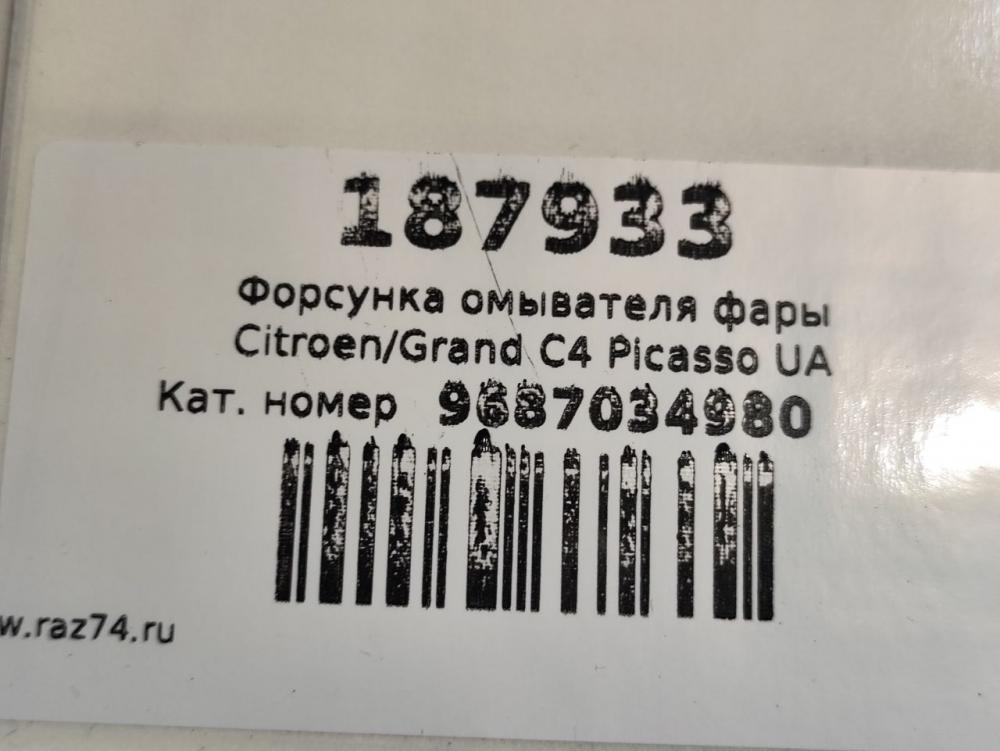 187933
Форсунка омывателя фары
Citroen/Grand C4 Picasso UA
Кат. номер 9687034980
w.raz74.ru